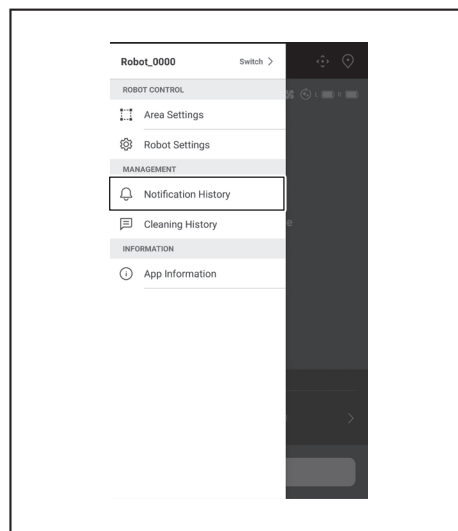 Robot_0000
Switch
ROBOT CONTROL
Area Settings
Robot Settings
MANAGEMENT
Notification History
Cleaning History
INFORMATION
App Information